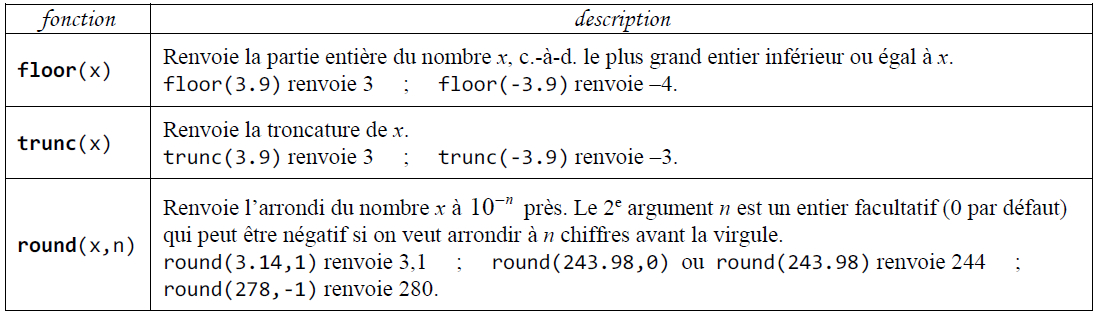 fonction description
floor(x)
Renvoie la partie entière du nombre x, c.-à-d. le plus grand entier inférieur ou égal à x.
floor(3.9) renvoie 3 ; floor(-3.9) renvoie –4.
trunc(x)
Renvoie la troncature de x.
trunc(3.9) renvoie 3 ; trunc(-3.9) renvoie –3.
round(x,n)
Renvoie l’arrondi du nombre x à 10⁻ⁿ près. Le 2ᵉ argument n est un entier facultatif (0 par défaut)
qui peut être négatif si on veut arrondir à n chiffres avant la virgule.
round(3.14,1) renvoie 3,1 ; round(243.98,0) ou round(243.98) renvoie 244 ;
round(278,-1) renvoie 280.